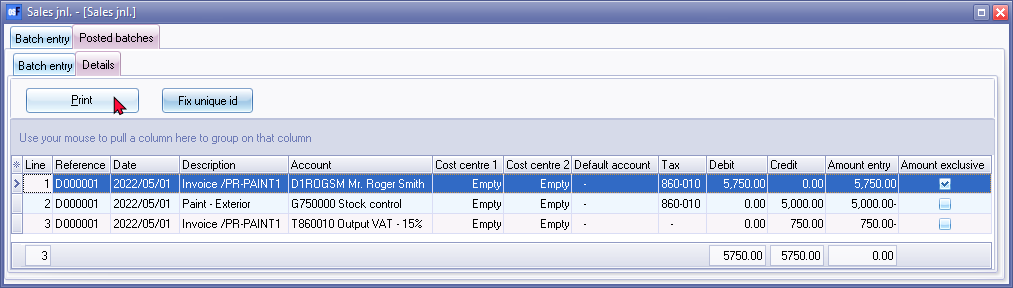 Sales jnl. - [Sales jnl.]
Batch entry Posted batches
Batch entry Details
Print Fix unique id
Use your mouse to pull a column here to group on that column
Line Reference Date Description Account Cost centre 1 Cost centre 2 Default account Tax Debit Credit Amount entry Amount exclusive
1 D000001 2022/05/01 Invoice /PR-PAINT1 D1ROGSM Mr. Roger Smith Empty Empty - 860-010 5,750.00 0.00 5,750.00
2 D000001 2022/05/01 Paint - Exterior G750000 Stock control Empty Empty - 860-010 0.00 5,000.00 5,000.00-
3 D000001 2022/05/01 Invoice /PR-PAINT1 T860010 Output VAT - 15% Empty Empty - - 0.00 750.00 750.00-
3 5750.00 5750.00 0.00